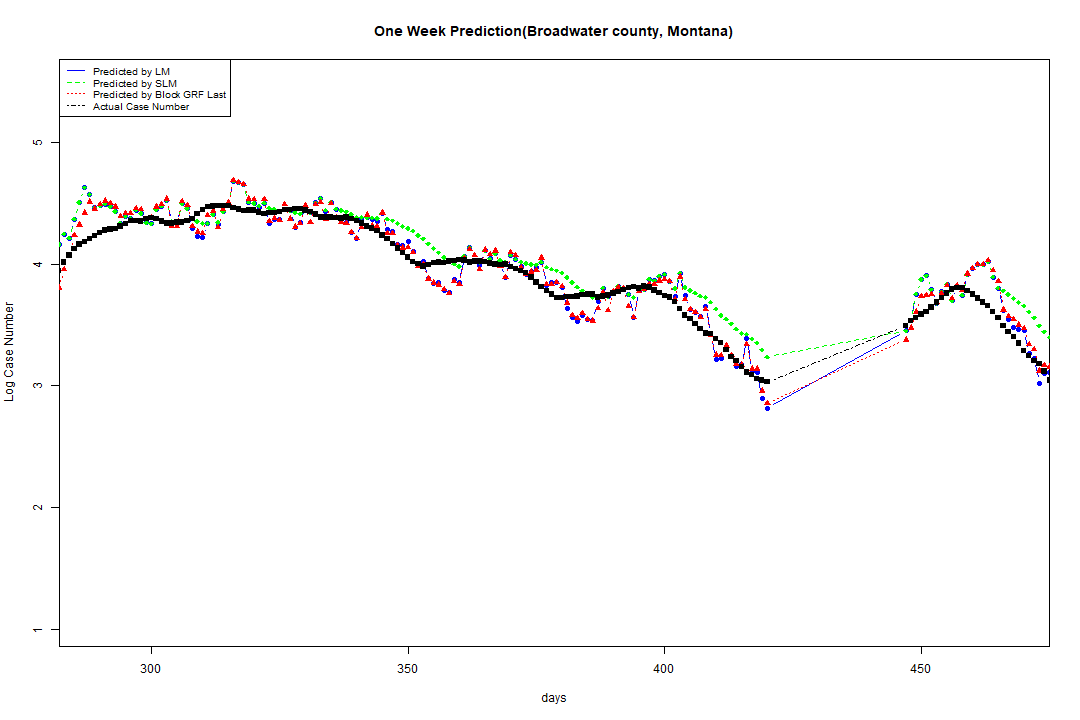 One Week Prediction(Broadwater county, Montana)
Predicted by LM
Predicted by SLM
Predicted by Block GRF Last
Actual Case Number
Log Case Number
5
4
3
2
1
300
350
400
450
days